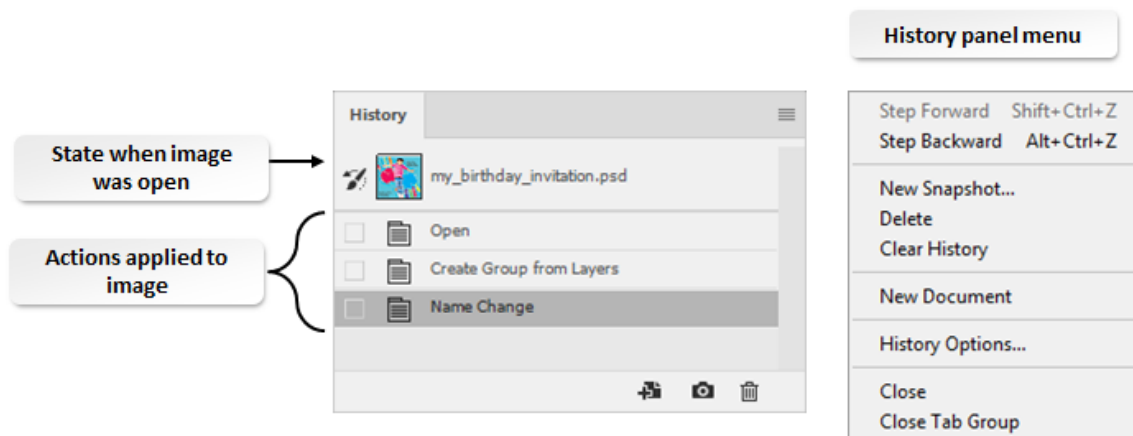 History panel menu
State when image
was open
Actions applied to
image
History
my_birthday_invitation.psd
Open
Create Group from Layers
Name Change
Step Forward Shift+Ctrl+Z
Step Backward Alt+Ctrl+Z
New Snapshot...
Delete
Clear History
New Document
History Options...
Close
Close Tab Group